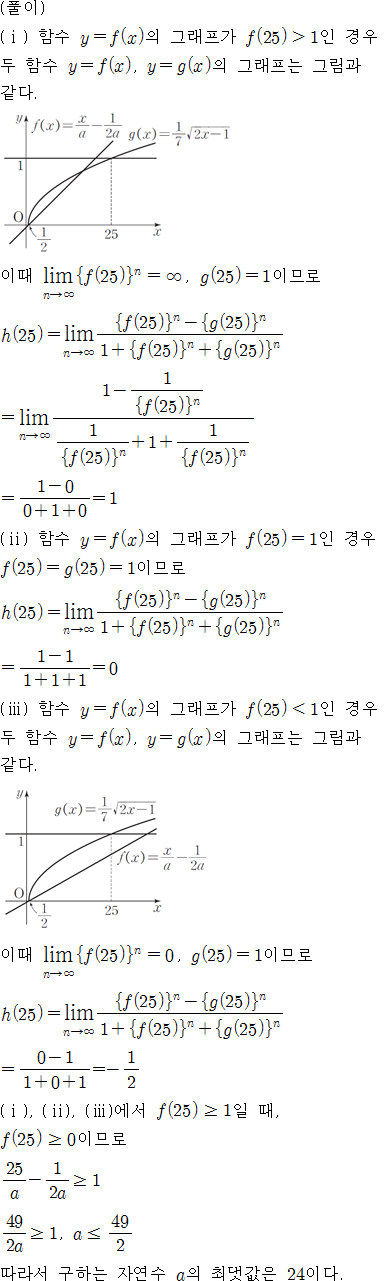 (풀이)
(ⅰ) 함수 y=f(x)의 그래프가 f(25)>1인 경우
두 함수 y=f(x), y=g(x)의 그래프는 그림과
같다.
y f(x)=x/a-1/2a g(x)=1/7√(2x-1)
1
O 1/2 25 x
이때 lim_{n→∞}{f(25)}^n=∞, g(25)=1이므로
h(25)=lim_{n→∞} ({f(25)}^n-{g(25)}^n)/(1+{f(25)}^n+{g(25)}^n)
=lim_{n→∞} (1-1/{f(25)}^n)/(1/{f(25)}^n+1+1/{f(25)}^n)
=(1-0)/(0+1+0)=1
(ⅱ) 함수 y=f(x)의 그래프가 f(25)=1인 경우
f(25)=g(25)=1이므로
h(25)=lim_{n→∞} ({f(25)}^n-{g(25)}^n)/(1+{f(25)}^n+{g(25)}^n)
=(1-1)/(1+1+1)=0
(ⅲ) 함수 y=f(x)의 그래프가 f(25)<1인 경우
두 함수 y=f(x), y=g(x)의 그래프는 그림과
같다.
y g(x)=1/7√(2x-1)
1
f(x)=x/a-1/2a
O 1/2 25 x
이때 lim_{n→∞}{f(25)}^n=0, g(25)=1이므로
h(25)=lim_{n→∞} ({f(25)}^n-{g(25)}^n)/(1+{f(25)}^n+{g(25)}^n)
=(0-1)/(1+0+1)=-1/2
(ⅰ), (ⅱ), (ⅲ)에서 f(25)≥1일 때,
f(25)≥0이므로
25/a-1/2a≥1
49/2a≥1, a≤49/2
따라서 구하는 자연수 a의 최댓값은 24이다.